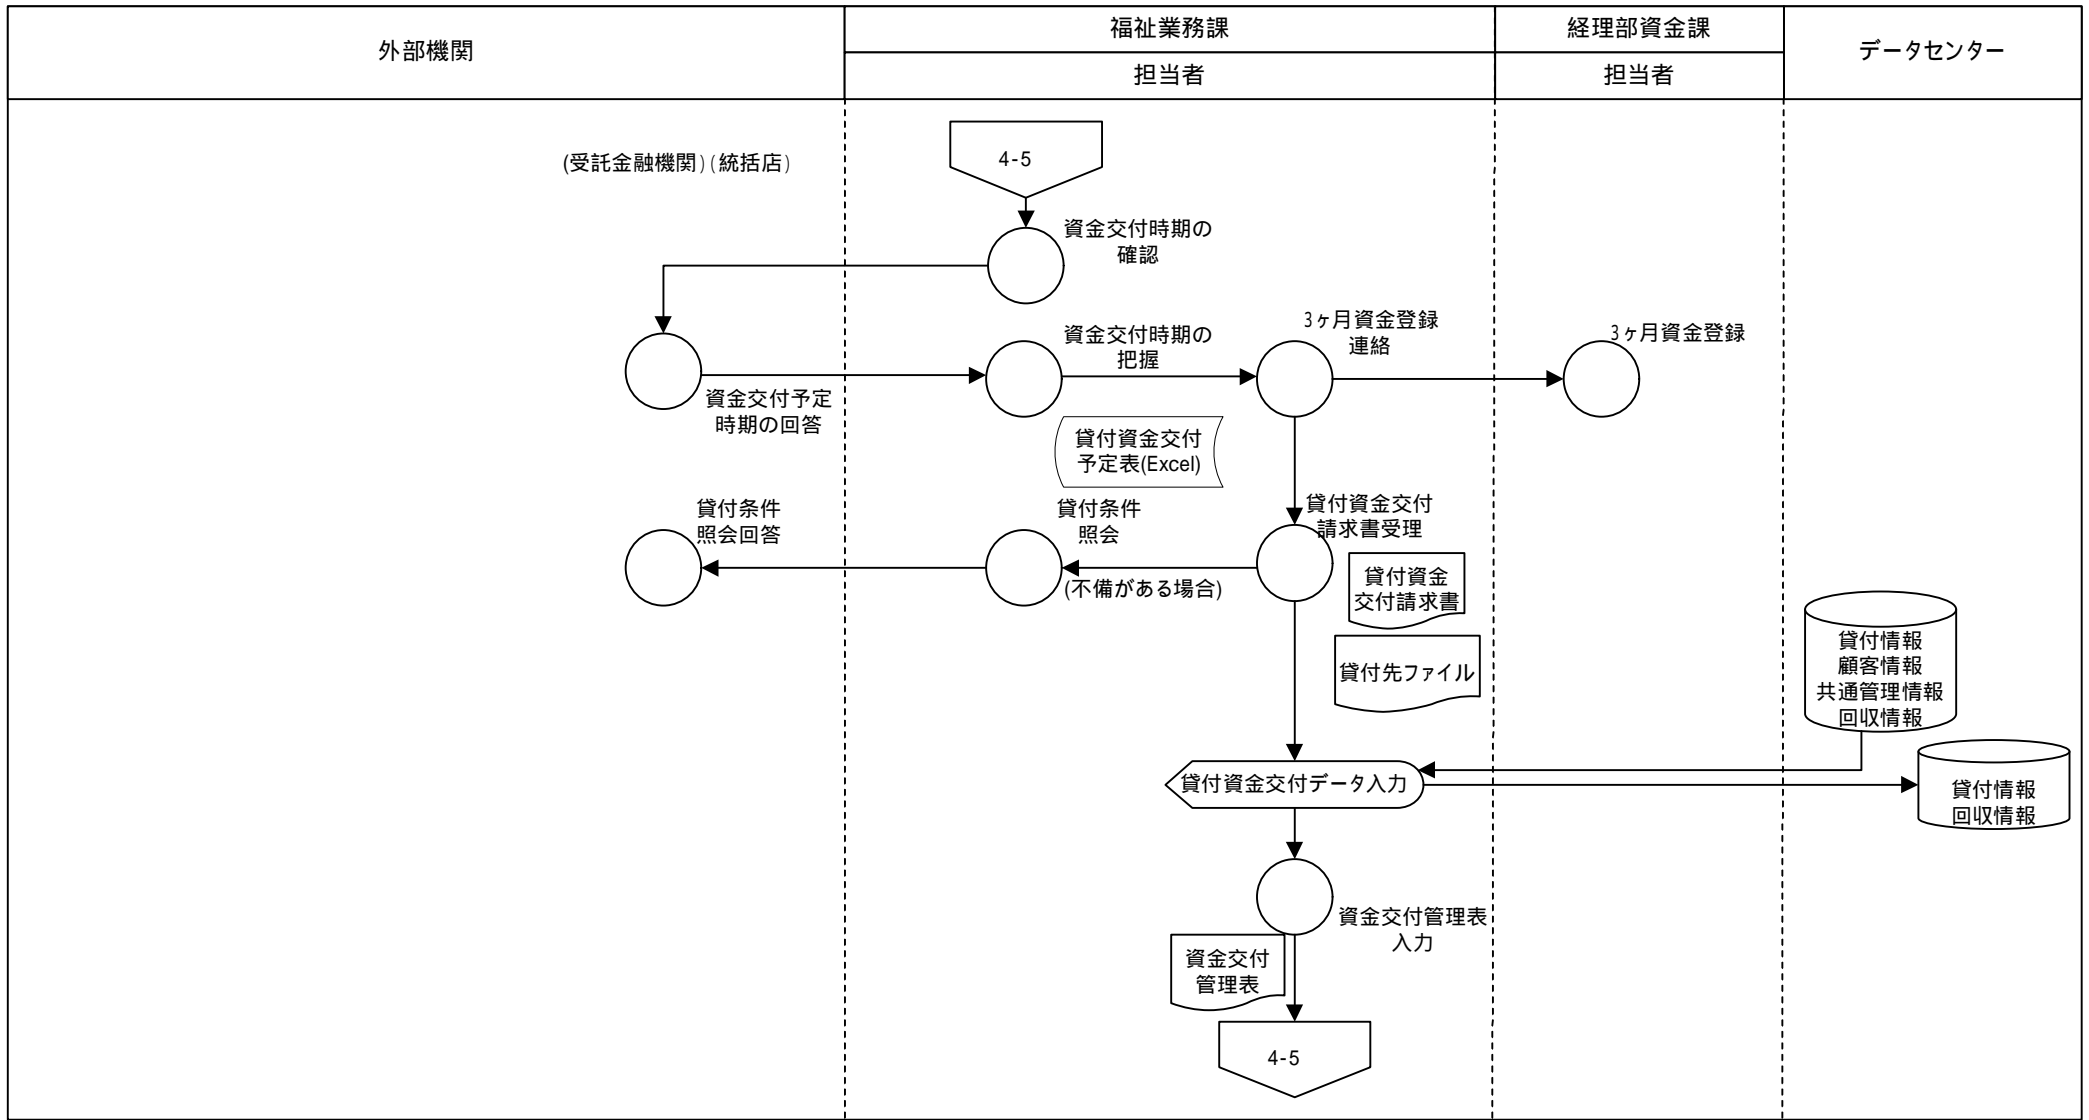 外部機関
福祉業務課
経理部資金課
データセンター
担当者
担当者
(受託金融機関)(統括店)
4-5
資金交付時期の
確認
資金交付予定
時期の回答
資金交付時期の
把握
3ヶ月資金登録
連絡
3ヶ月資金登録
貸付資金交付
予定表(Excel)
貸付条件
照会回答
貸付条件
照会
(不備がある場合)
貸付資金交付
請求書受理
貸付資金
交付請求書
貸付先ファイル
貸付情報
顧客情報
共通管理情報
回収情報
貸付資金交付データ入力
貸付情報
回収情報
資金交付管理表
入力
資金交付
管理表
4-5